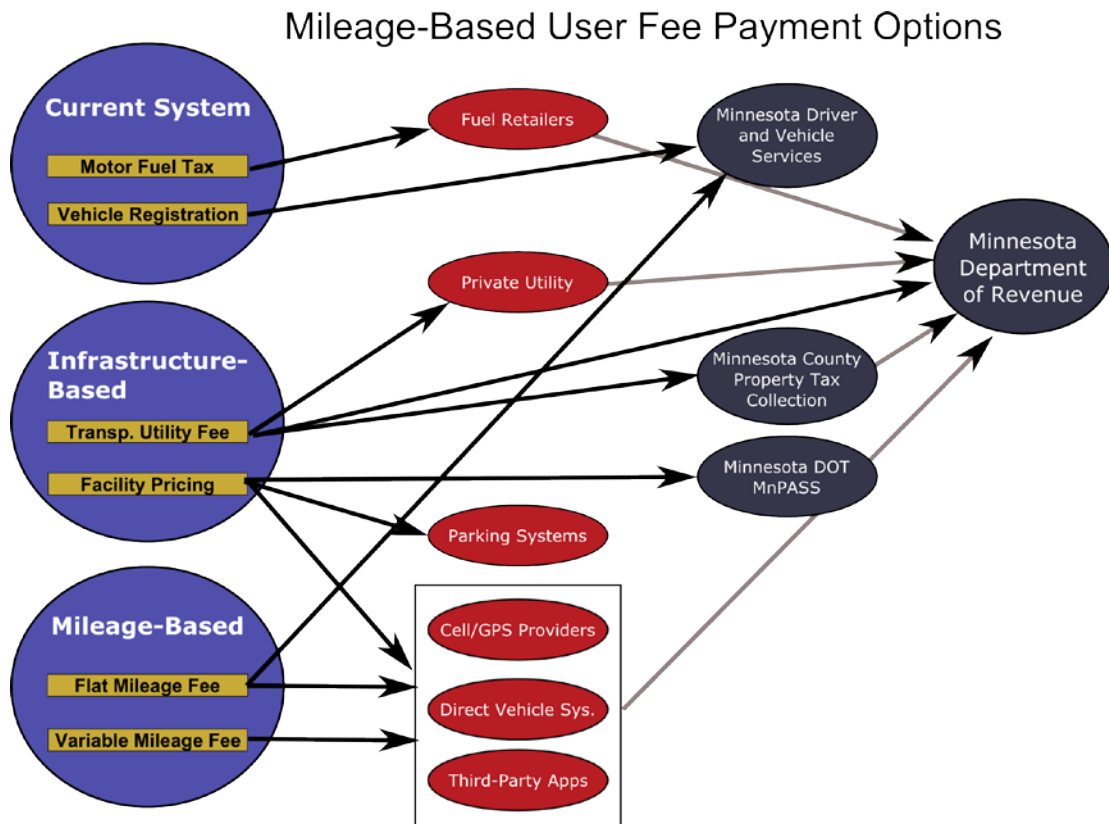 Mileage-Based User Fee Payment Options
Current System
Motor Fuel Tax
Vehicle Registration
Infrastructure-
Based
Transp. Utility Fee
Facility Pricing
Mileage-Based
Flat Mileage Fee
Variable Mileage Fee
Fuel Retailers
Private Utility
Parking Systems
Cell/GPS Providers
Direct Vehicle Sys.
Third-Party Apps
Minnesota Driver
and Vehicle
Services
Minnesota County
Property Tax
Collection
Minnesota DOT
MnPASS
Minnesota
Department
of Revenue